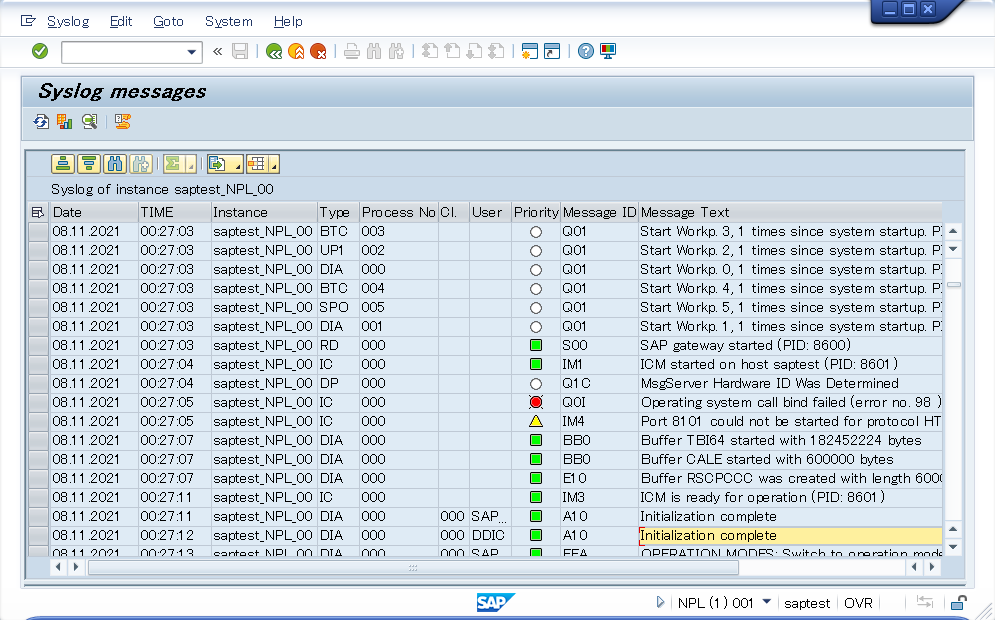 Syslog Edit Goto System Help
Syslog messages
Syslog of instance saptest_NPL_00
Date TIME Instance Type Process No Cl. User Priority Message ID Message Text
08.11.2021 00:27:03 saptest_NPL_00 BTC 003 Q01 Start Workp. 3, 1 times since system startup.
08.11.2021 00:27:03 saptest_NPL_00 UP1 002 Q01 Start Workp. 2, 1 times since system startup.
08.11.2021 00:27:03 saptest_NPL_00 DIA 000 Q01 Start Workp. 0, 1 times since system startup.
08.11.2021 00:27:03 saptest_NPL_00 BTC 004 Q01 Start Workp. 4, 1 times since system startup.
08.11.2021 00:27:03 saptest_NPL_00 SPO 005 Q01 Start Workp. 5, 1 times since system startup.
08.11.2021 00:27:03 saptest_NPL_00 DIA 001 Q01 Start Workp. 1, 1 times since system startup.
08.11.2021 00:27:03 saptest_NPL_00 RD 000 S00 SAP gateway started (PID: 8600)
08.11.2021 00:27:04 saptest_NPL_00 IC 000 IM1 ICM started on host saptest (PID: 8601)
08.11.2021 00:27:04 saptest_NPL_00 DP 000 Q1C MsgServer Hardware ID Was Determined
08.11.2021 00:27:05 saptest_NPL_00 IC 000 Q0I Operating system call bind failed (error no. 98 )
08.11.2021 00:27:05 saptest_NPL_00 IC 000 IM4 Port 8101 could not be started for protocol HT
08.11.2021 00:27:07 saptest_NPL_00 DIA 000 BB0 Buffer TBI64 started with 182452224 bytes
08.11.2021 00:27:07 saptest_NPL_00 DIA 000 BB0 Buffer CALE started with 600000 bytes
08.11.2021 00:27:07 saptest_NPL_00 DIA 000 E10 Buffer RSCPCCC was created with length 6000
08.11.2021 00:27:11 saptest_NPL_00 IC 000 IM3 ICM is ready for operation (PID: 8601)
08.11.2021 00:27:11 saptest_NPL_00 DIA 000 000 SAP... A10 Initialization complete
08.11.2021 00:27:12 saptest_NPL_00 DIA 000 000 DDIC A10 Initialization complete
08.11.2021 00:27:13 saptest_NPL_00 DIA 000 000 SAP EEA OPERATION MODES: Switch to operation mode
SAP NPL (1) 001 saptest OVR